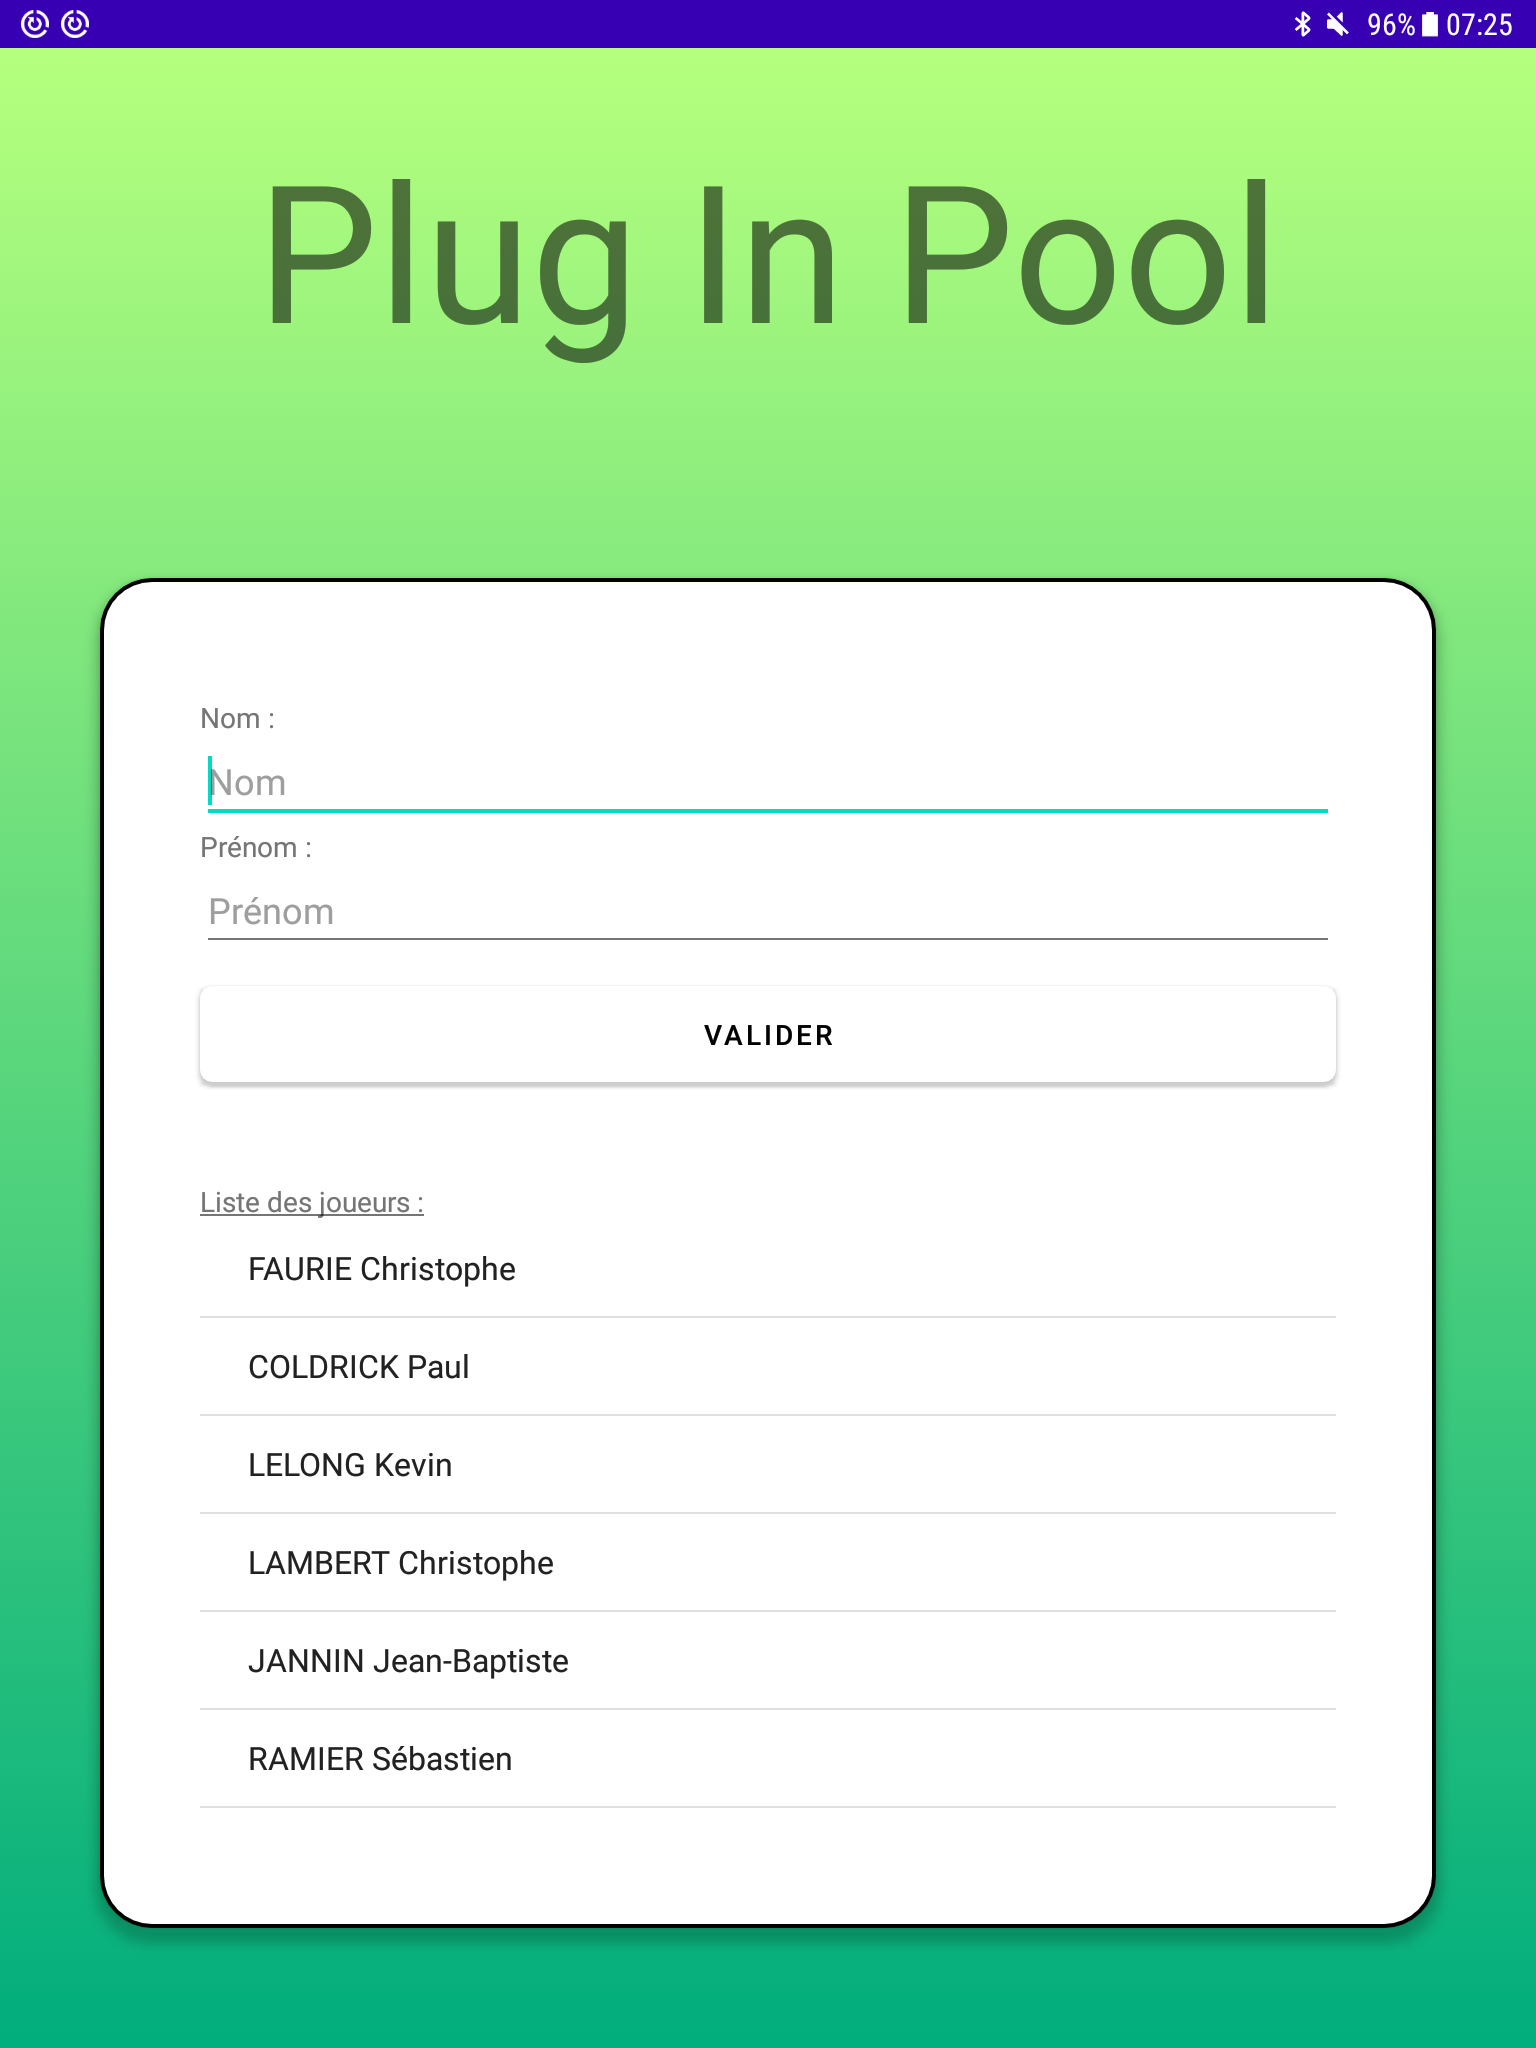 96% 07:25
Plug In Pool
Nom :
Nom
Prénom :
Prénom
VALIDER
Liste des joueurs :
FAURIE Christophe
COLDRICK Paul
LELONG Kevin
LAMBERT Christophe
JANNIN Jean-Baptiste
RAMIER Sébastien